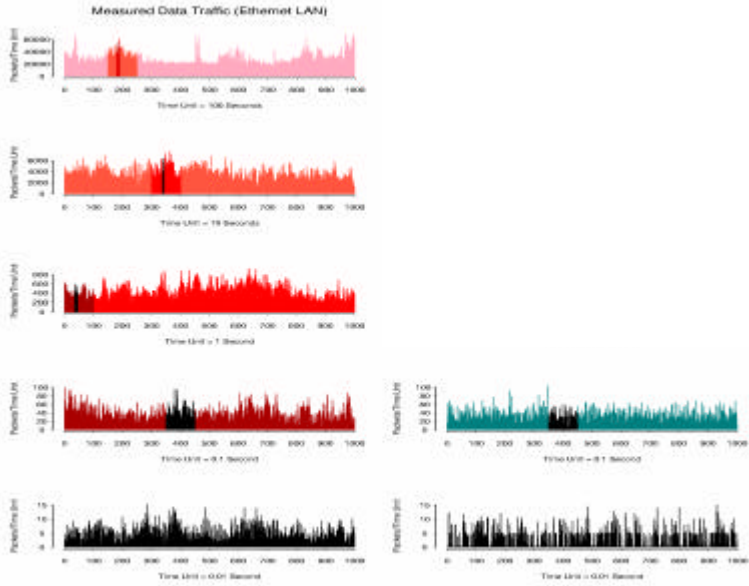 Measured Data Traffic (Ethernet LAN)
Packets/Time Unit
60000
40000
20000
0
0 100 200 300 400 500 600 700 800 900 1000
Time Unit = 100 Seconds
Packets/Time Unit
6000
4000
2000
0
0 100 200 300 400 500 600 700 800 900 1000
Time Unit = 10 Seconds
Packets/Time Unit
800
600
400
200
0
0 100 200 300 400 500 600 700 800 900 1000
Time Unit = 1 Second
Packets/Time Unit
100
80
60
40
20
0
0 100 200 300 400 500 600 700 800 900 1000
Time Unit = 0.1 Second
Packets/Time Unit
100
80
60
40
20
0
0 100 200 300 400 500 600 700 800 900 1000
Time Unit = 0.1 Second
Packets/Time Unit
15
10
5
0
0 100 200 300 400 500 600 700 800 900 1000
Time Unit = 0.01 Second
Packets/Time Unit
15
10
5
0
0 100 200 300 400 500 600 700 800 900 1000
Time Unit = 0.01 Second